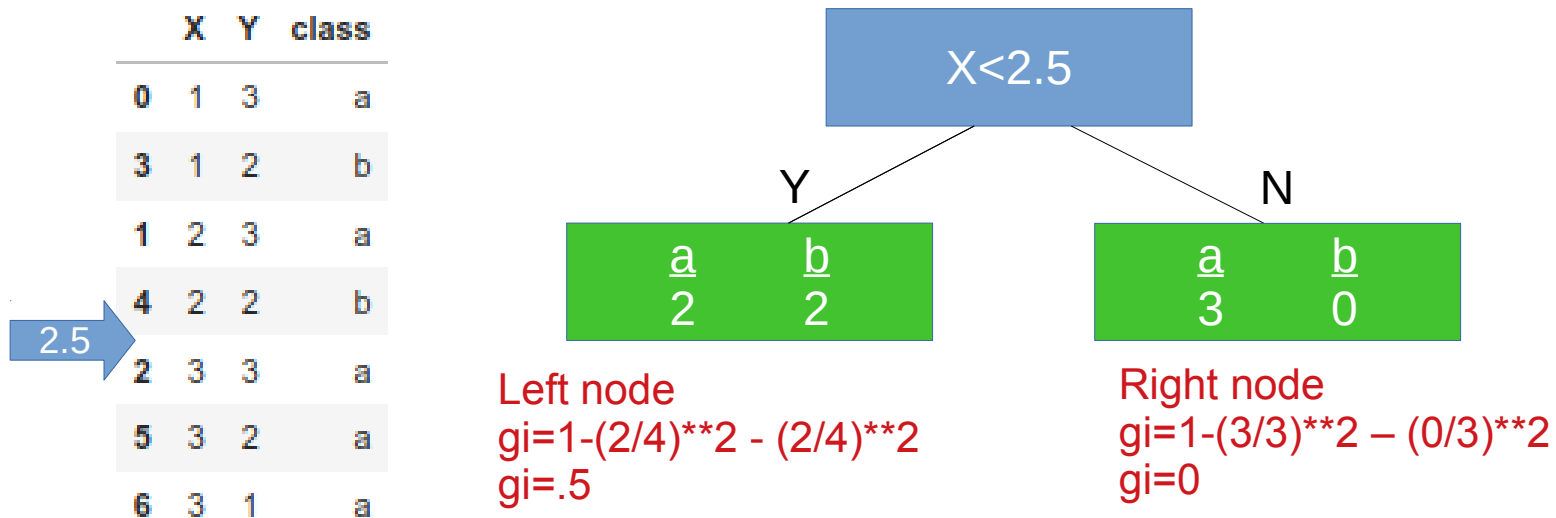 X Y class
0 1 3 a
3 1 2 b
1 2 3 a
4 2 2 b
2 3 3 a
5 3 2 a
6 3 1 a
2.5
X<2.5
Y
N
a b
2 2
a b
3 0
Left node
gi=1-(2/4)**2 - (2/4)**2
gi=.5
Right node
gi=1-(3/3)**2 – (0/3)**2
gi=0